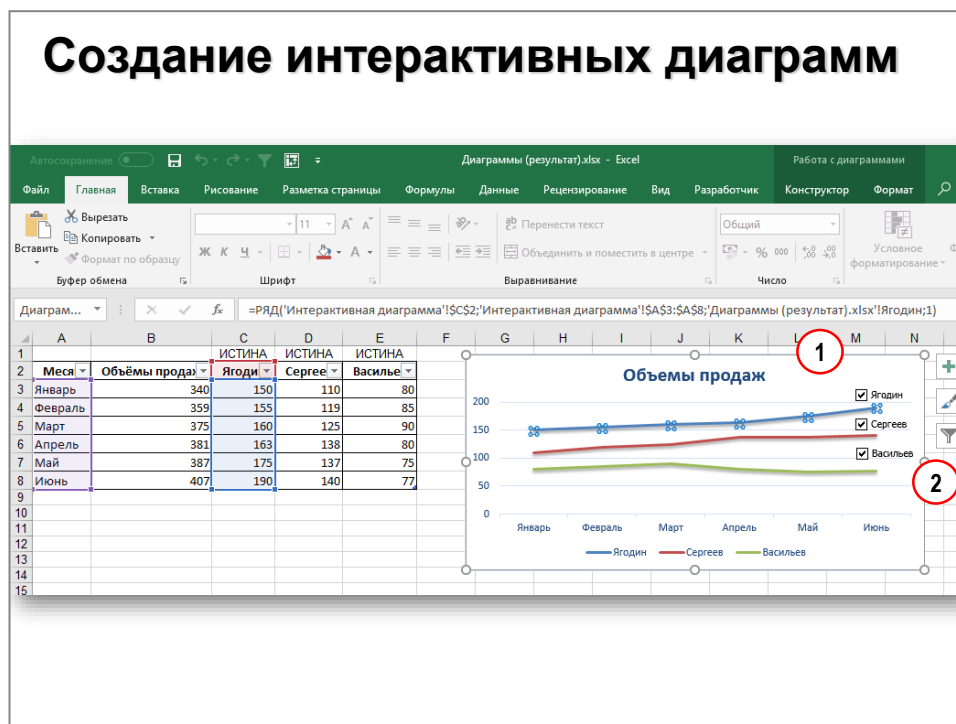 Создание интерактивных диаграмм
Автосохранение
Диаграммы (результат).xlsx - Excel
Работа с диаграммами
Файл Главная Вставка Рисование Разметка страницы Формулы Данные Рецензирование Вид Разработчик Конструктор Формат
Вставить
Вырезать
Копировать
Формат по образцу
Буфер обмена
11
Ж К Ч
Шрифт
Перенести текст
Объединить и поместить в центре
Выравнивание
Общий
% 000
Число
Условное
форматирование
Диаграм...
fx =РЯД('Интерактивная диаграмма'!$C$2;'Интерактивная диаграмма'!$A$3:$A$8;'Диаграммы (результат).xlsx'!Ягодин;1)
A B C D E F G H I J K L M N
1 ИСТИНА ИСТИНА ИСТИНА
2 Меся Объёмы прода Ягоди Сергее Василье
3 Январь 340 150 110 80
4 Февраль 359 155 119 85
5 Март 375 160 125 90
6 Апрель 381 163 138 80
7 Май 387 175 137 75
8 Июнь 407 190 140 77
9
10
11
12
13
14
15
1
Объемы продаж
200
150
100
50
0
Ягодин
Сергеев
Васильев
2
Январь Февраль Март Апрель Май Июнь
Ягодин Сергеев Васильев